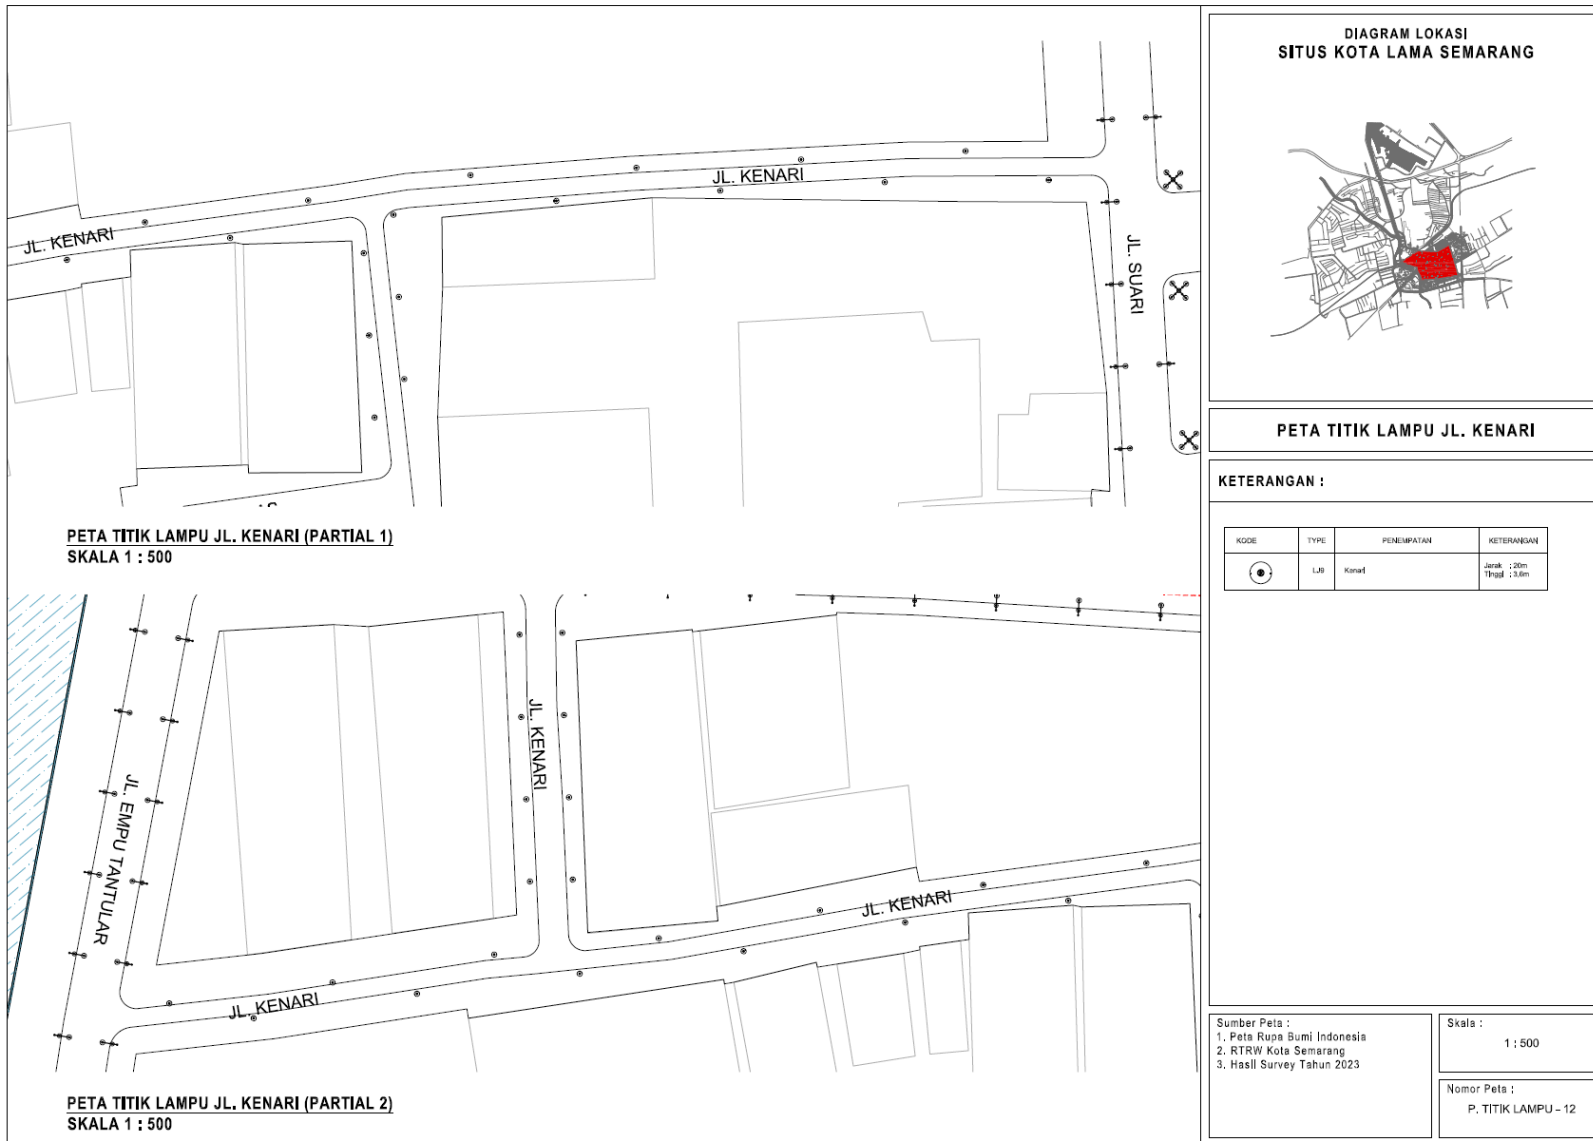 JL. KENARI
JL. KENARI
JL. SUARI
PETA TITIK LAMPU JL. KENARI (PARTIAL 1)
SKALA 1 : 500
JL. KENARI
JL. EMPU TANTULAR
JL. KENARI
JL. KENARI
PETA TITIK LAMPU JL. KENARI (PARTIAL 2)
SKALA 1 : 500
DIAGRAM LOKASI
SITUS KOTA LAMA SEMARANG
PETA TITIK LAMPU JL. KENARI
KETERANGAN :
KODE TYPE PENEMPATAN KETERANGAN
Kenari Jarak : 20m
Tinggi : 3,6m
Sumber Peta :
1. Peta Rupa Bumi Indonesia
2. RTRW Kota Semarang
3. Hasil Survey Tahun 2023
Skala :
1 : 500
Nomor Peta :
P. TITIK LAMPU - 12